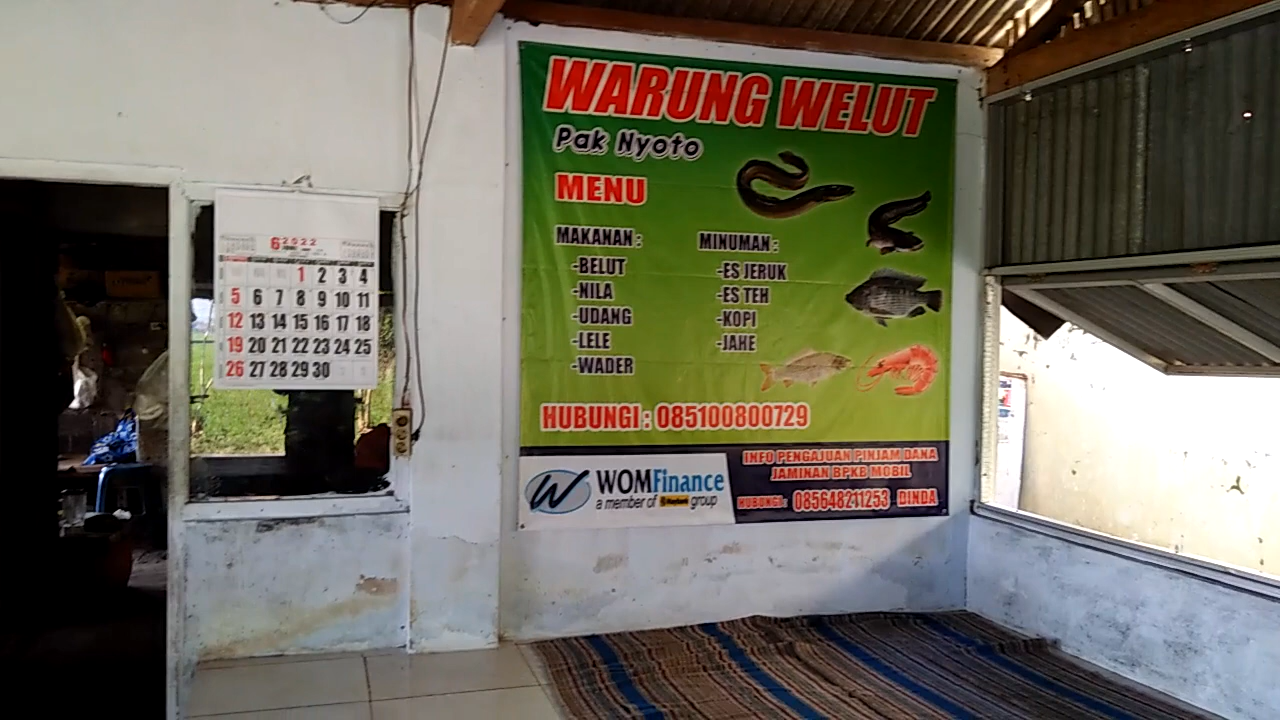 WARUNG WELUT
Pak Nyoto
MENU
MAKANAN :
-BELUT
-NILA
-UDANG
-LELE
-WADER
MINUMAN :
-ES JERUK
-ES TEH
-KOPI
-JAHE
HUBUNGI : 085100800729
WOMFinance
a member of Maybank group
INFO PENGAJUAN PINJAM DANA
JAMINAN BPKB MOBIL
HUBUNGI: 085648211253 DINDA
6 2022
1 2 3 4
5 6 7 8 9 10 11
12 13 14 15 16 17 18
19 20 21 22 23 24 25
26 27 28 29 30